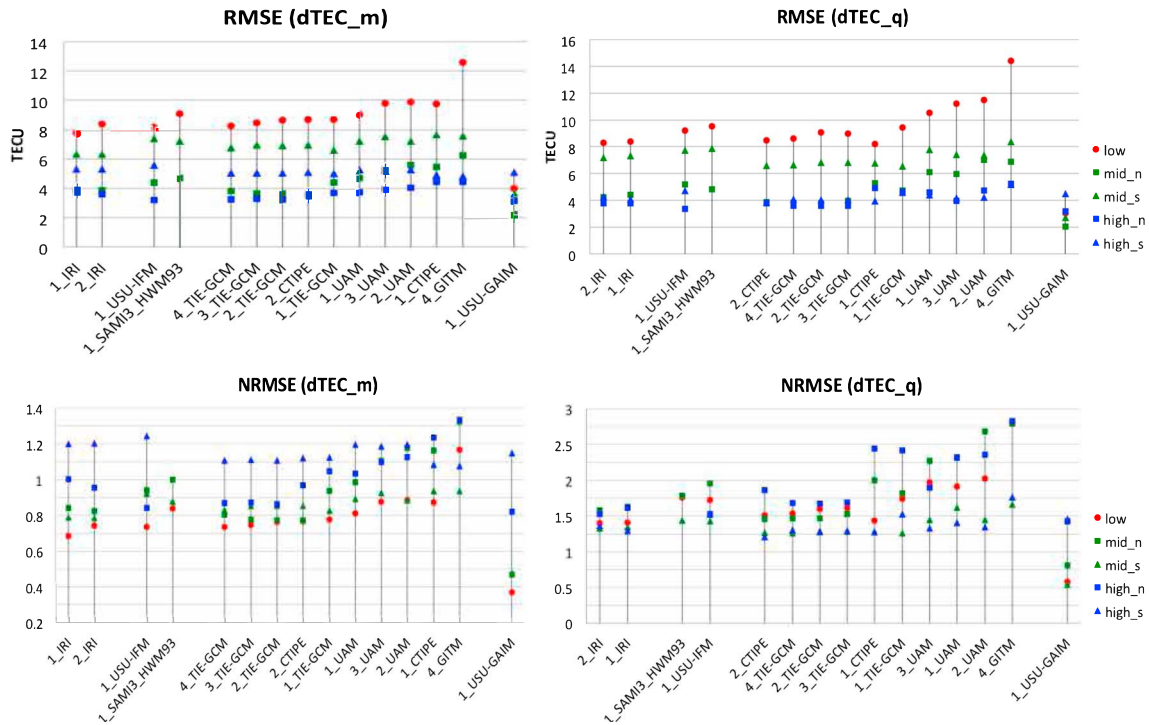 RMSE (dTEC_m)
14
12
10
8
6
4
2
0
TECU
1_IRI
2_IRI
1_USU-IFM
1_SAMI3_HWM93
4_TIE-GCM
3_TIE-GCM
2_TIE-GCM
2_CTIPE
1_TIE-GCM
1_UAM
3_UAM
2_UAM
1_CTIPE
4_GITM
1_USU-GAIM
RMSE (dTEC_q)
16
14
12
10
8
6
4
2
0
TECU
2_IRI
1_IRI
1_USU-IFM
1_SAMI3_HWM93
2_CTIPE
4_TIE-GCM
2_TIE-GCM
3_TIE-GCM
1_CTIPE
1_TIE-GCM
1_UAM
3_UAM
2_UAM
4_GITM
1_USU-GAIM
low
mid_n
mid_s
high_n
high_s
NRMSE (dTEC_m)
1.4
1.2
1
0.8
0.6
0.4
0.2
1_IRI
2_IRI
1_USU-IFM
1_SAMI3_HWM93
4_TIE-GCM
3_TIE-GCM
2_TIE-GCM
2_CTIPE
1_TIE-GCM
1_UAM
3_UAM
2_UAM
1_CTIPE
4_GITM
1_USU-GAIM
NRMSE (dTEC_q)
3
2.5
2
1.5
1
0.5
0
2_IRI
1_IRI
1_SAMI3_HWM93
1_USU-IFM
2_CTIPE
4_TIE-GCM
2_TIE-GCM
3_TIE-GCM
1_CTIPE
1_TIE-GCM
3_UAM
1_UAM
2_UAM
4_GITM
1_USU-GAIM
low
mid_n
mid_s
high_n
high_s